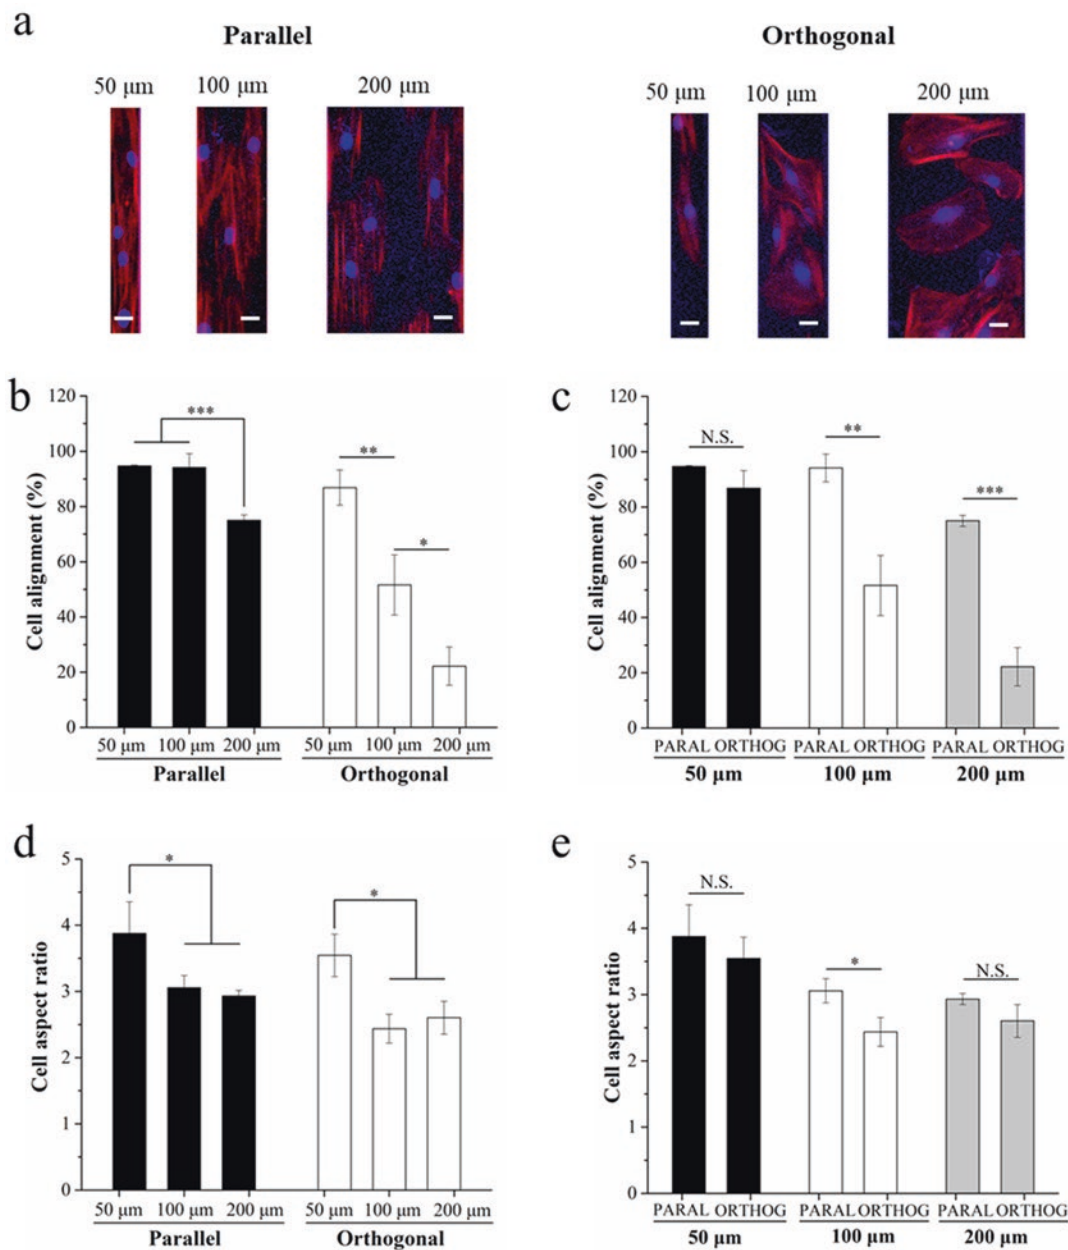 a
Parallel
Orthogonal
50 μm
100 μm
200 μm
50 μm
100 μm
200 μm
b
120
100
80
60
40
20
0
Cell alignment (%)
***
**
*
50 μm 100 μm 200 μm
Parallel
50 μm 100 μm 200 μm
Orthogonal
c
120
100
80
60
40
20
0
Cell alignment (%)
N.S.
**
***
PARAL ORTHOG
50 μm
PARAL ORTHOG
100 μm
PARAL ORTHOG
200 μm
d
5
4
3
2
1
0
Cell aspect ratio
*
*
50 μm 100 μm 200 μm
Parallel
50 μm 100 μm 200 μm
Orthogonal
e
5
4
3
2
1
0
Cell aspect ratio
N.S.
*
N.S.
PARAL ORTHOG
50 μm
PARAL ORTHOG
100 μm
PARAL ORTHOG
200 μm